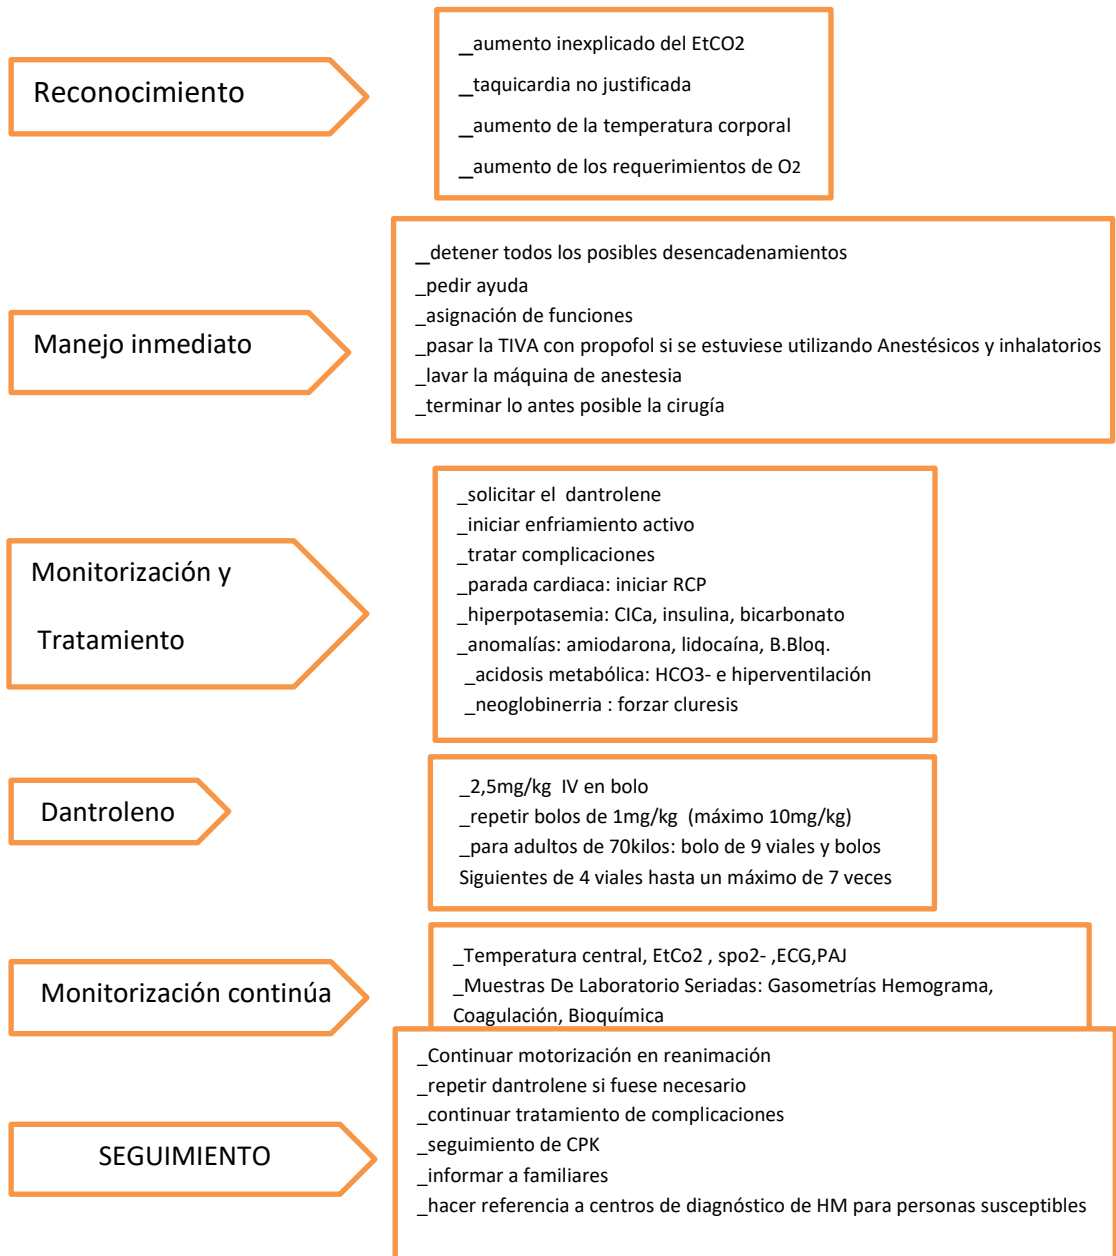 Reconocimiento
_aumento inexplicado del EtCO2
_taquicardia no justificada
_aumento de la temperatura corporal
_aumento de los requerimientos de O2
Manejo inmediato
_detener todos los posibles desencadenamientos
_pedir ayuda
_asignación de funciones
_pasar la TIVA con propofol si se estuviese utilizando Anestésicos y inhalatorios
_lavar la máquina de anestesia
_terminar lo antes posible la cirugía
Monitorización y
Tratamiento
_solicitar el dantrolene
_iniciar enfriamiento activo
_tratar complicaciones
_parada cardiaca: iniciar RCP
_hiperpotasemia: CICa, insulina, bicarbonato
_anomalías: amiodarona, lidocaína, B.Bloq.
_acidosis metabólica: HCO3- e hiperventilación
_neoglobinerria : forzar cluresis
Dantroleno
_2,5mg/kg IV en bolo
_repetir bolos de 1mg/kg (máximo 10mg/kg)
_para adultos de 70kilos: bolo de 9 viales y bolos
Siguientes de 4 viales hasta un máximo de 7 veces
Monitorización continúa
_Temperatura central, EtCo2 , spo2- ,ECG,PAJ
_Muestras De Laboratorio Seriadas: Gasometrías Hemograma,
Coagulación, Bioquímica
SEGUIMIENTO
_Continuar motorización en reanimación
_repetir dantrolene si fuese necesario
_continuar tratamiento de complicaciones
_seguimiento de CPK
_informar a familiares
_hacer referencia a centros de diagnóstico de HM para personas susceptibles